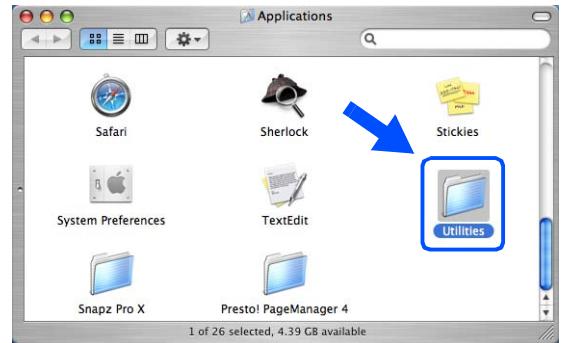 Applications
Safari
Sherlock
Stickies
System Preferences
TextEdit
Utilities
Snapz Pro X
Presto! PageManager 4
1 of 26 selected, 4.39 GB available